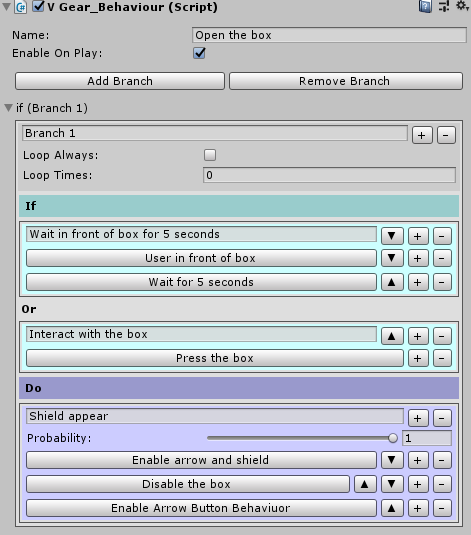 V Gear_Behaviour (Script)
Name: Open the box
Enable On Play:
Add Branch Remove Branch
if (Branch 1)
Branch 1 + -
Loop Always:
Loop Times: 0
If
Wait in front of box for 5 seconds ▼ + -
User in front of box ▼ + -
Wait for 5 seconds ▲ + -
Or
Interact with the box ▲ + -
Press the box + -
Do
Shield appear + -
Probability: 1
Enable arrow and shield ▼ + -
Disable the box ▲ ▼ + -
Enable Arrow Button Behaviuor ▲ + -